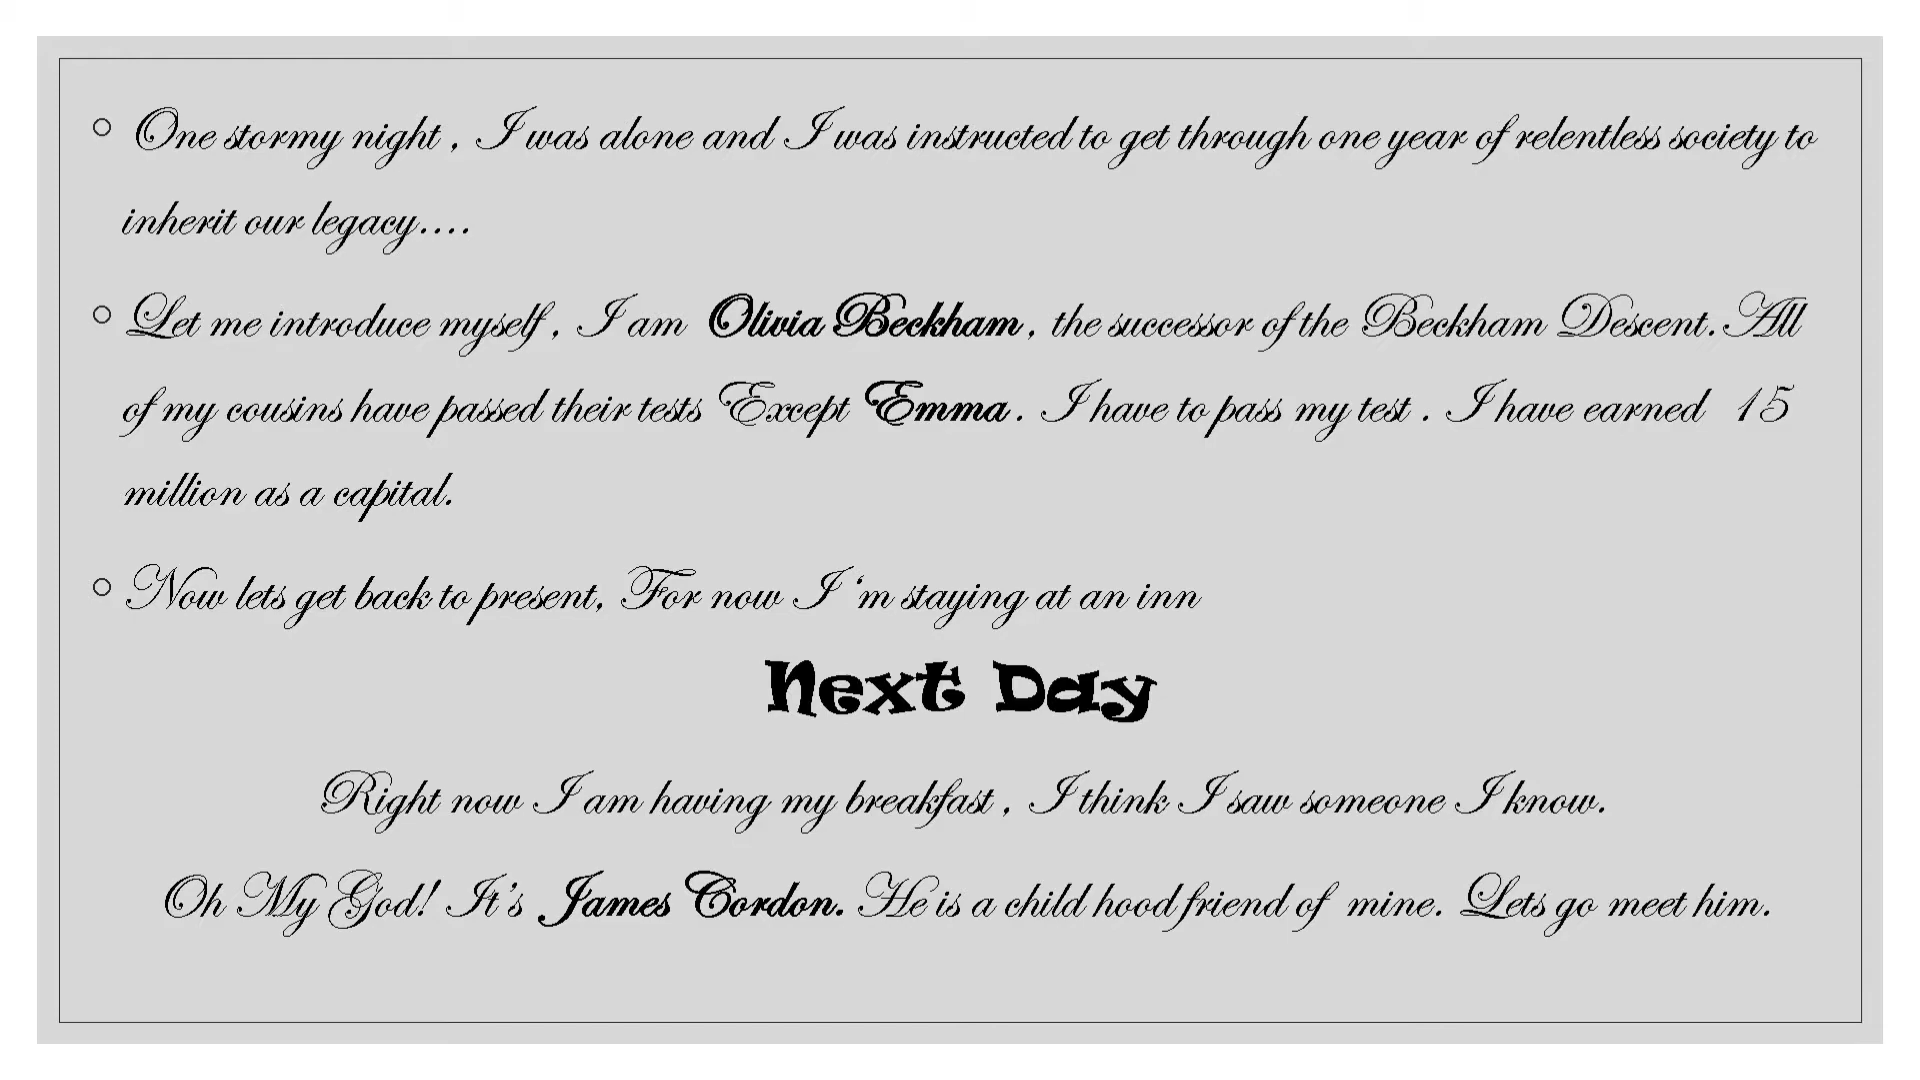 One stormy night , I was alone and I was instructed to get through one year of relentless society to
inherit our legacy....
Let me introduce myself , I am Olivia Beckham , the successor of the Beckham Descent. All
of my cousins have passed their tests Except Emma . I have to pass my test . I have earned 15
million as a capital.
Now lets get back to present, For now I ‘m staying at an inn
Next Day
Right now I am having my breakfast , I think I saw someone I know.
Oh My God! It’s James Cordon. He is a child hood friend of mine. Lets go meet him.